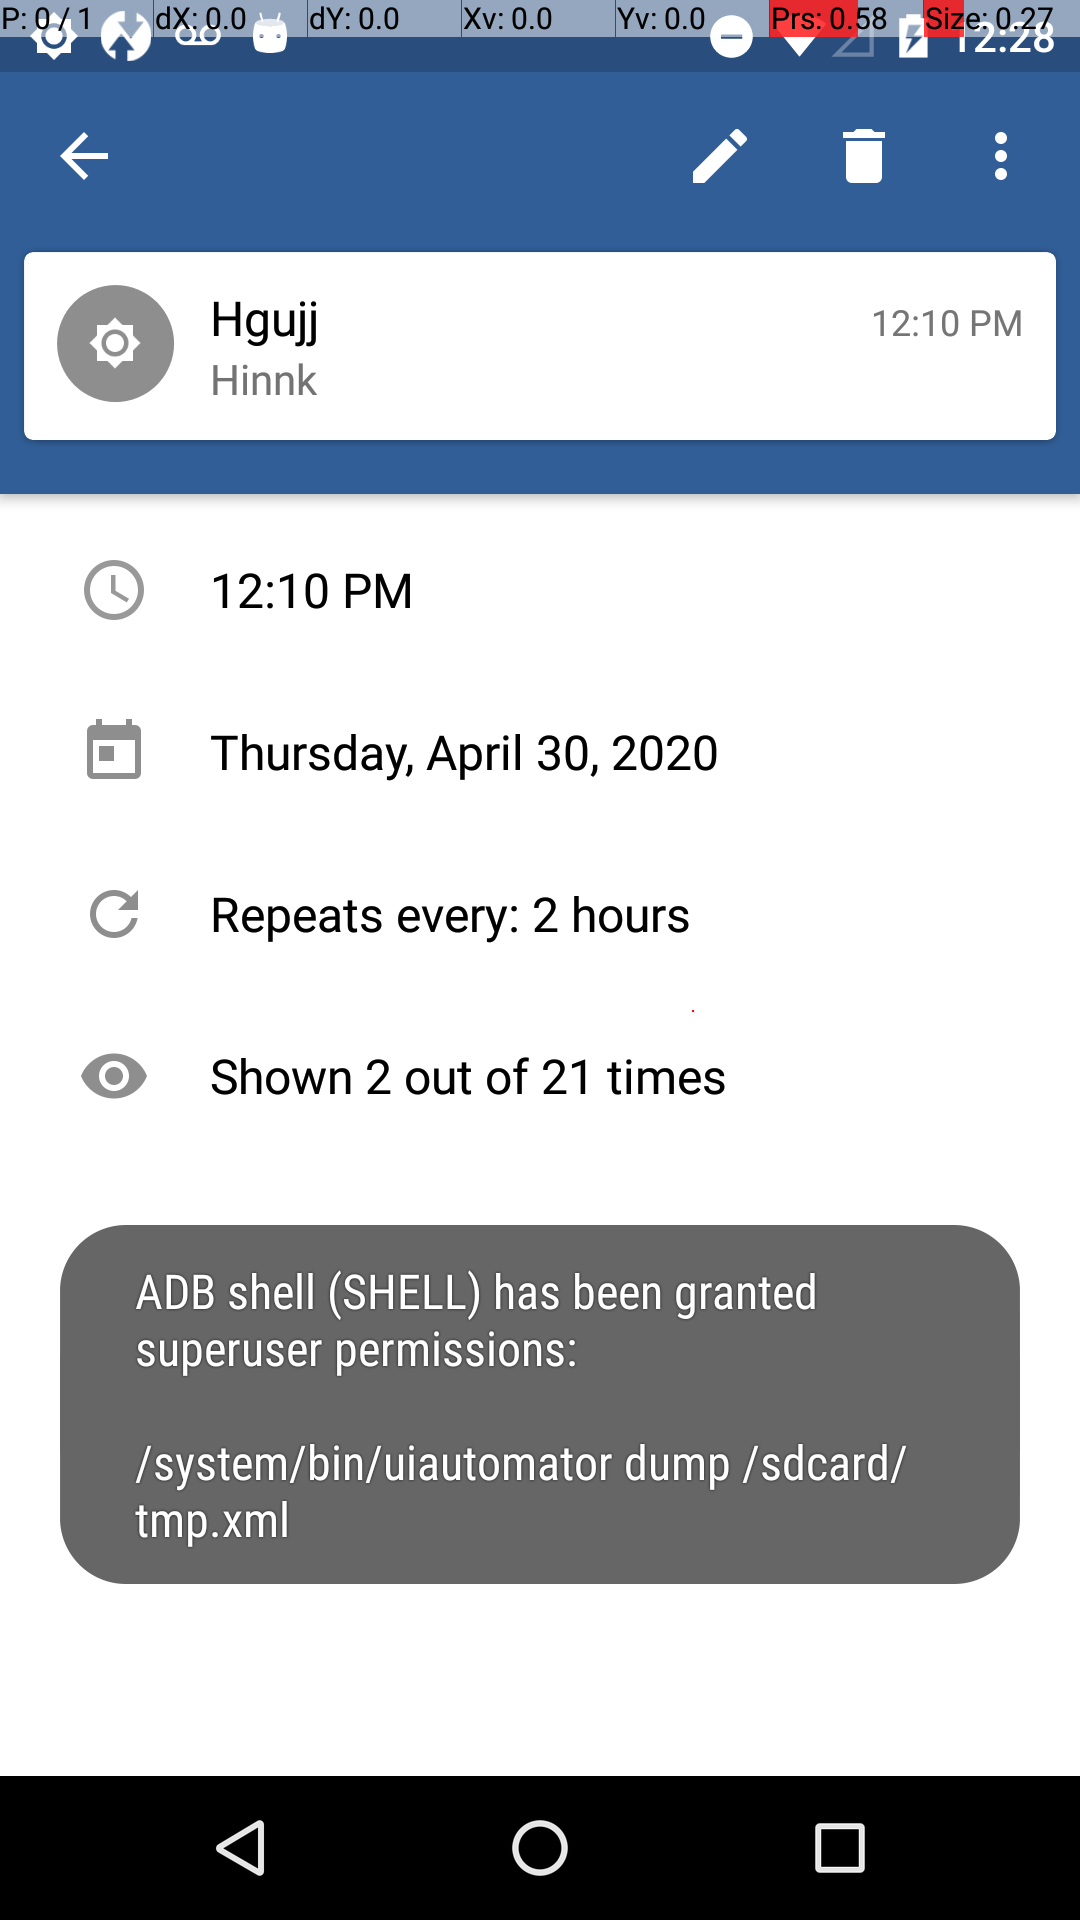 P: 0 / 1 dX: 0.0 dY: 0.0 Xv: 0.0 Yv: 0.0 Prs: 0.58 Size: 0.27
12:28
Hgujj 12:10 PM
Hinnk
12:10 PM
Thursday, April 30, 2020
Repeats every: 2 hours
Shown 2 out of 21 times
ADB shell (SHELL) has been granted
superuser permissions:
/system/bin/uiautomator dump /sdcard/
tmp.xml